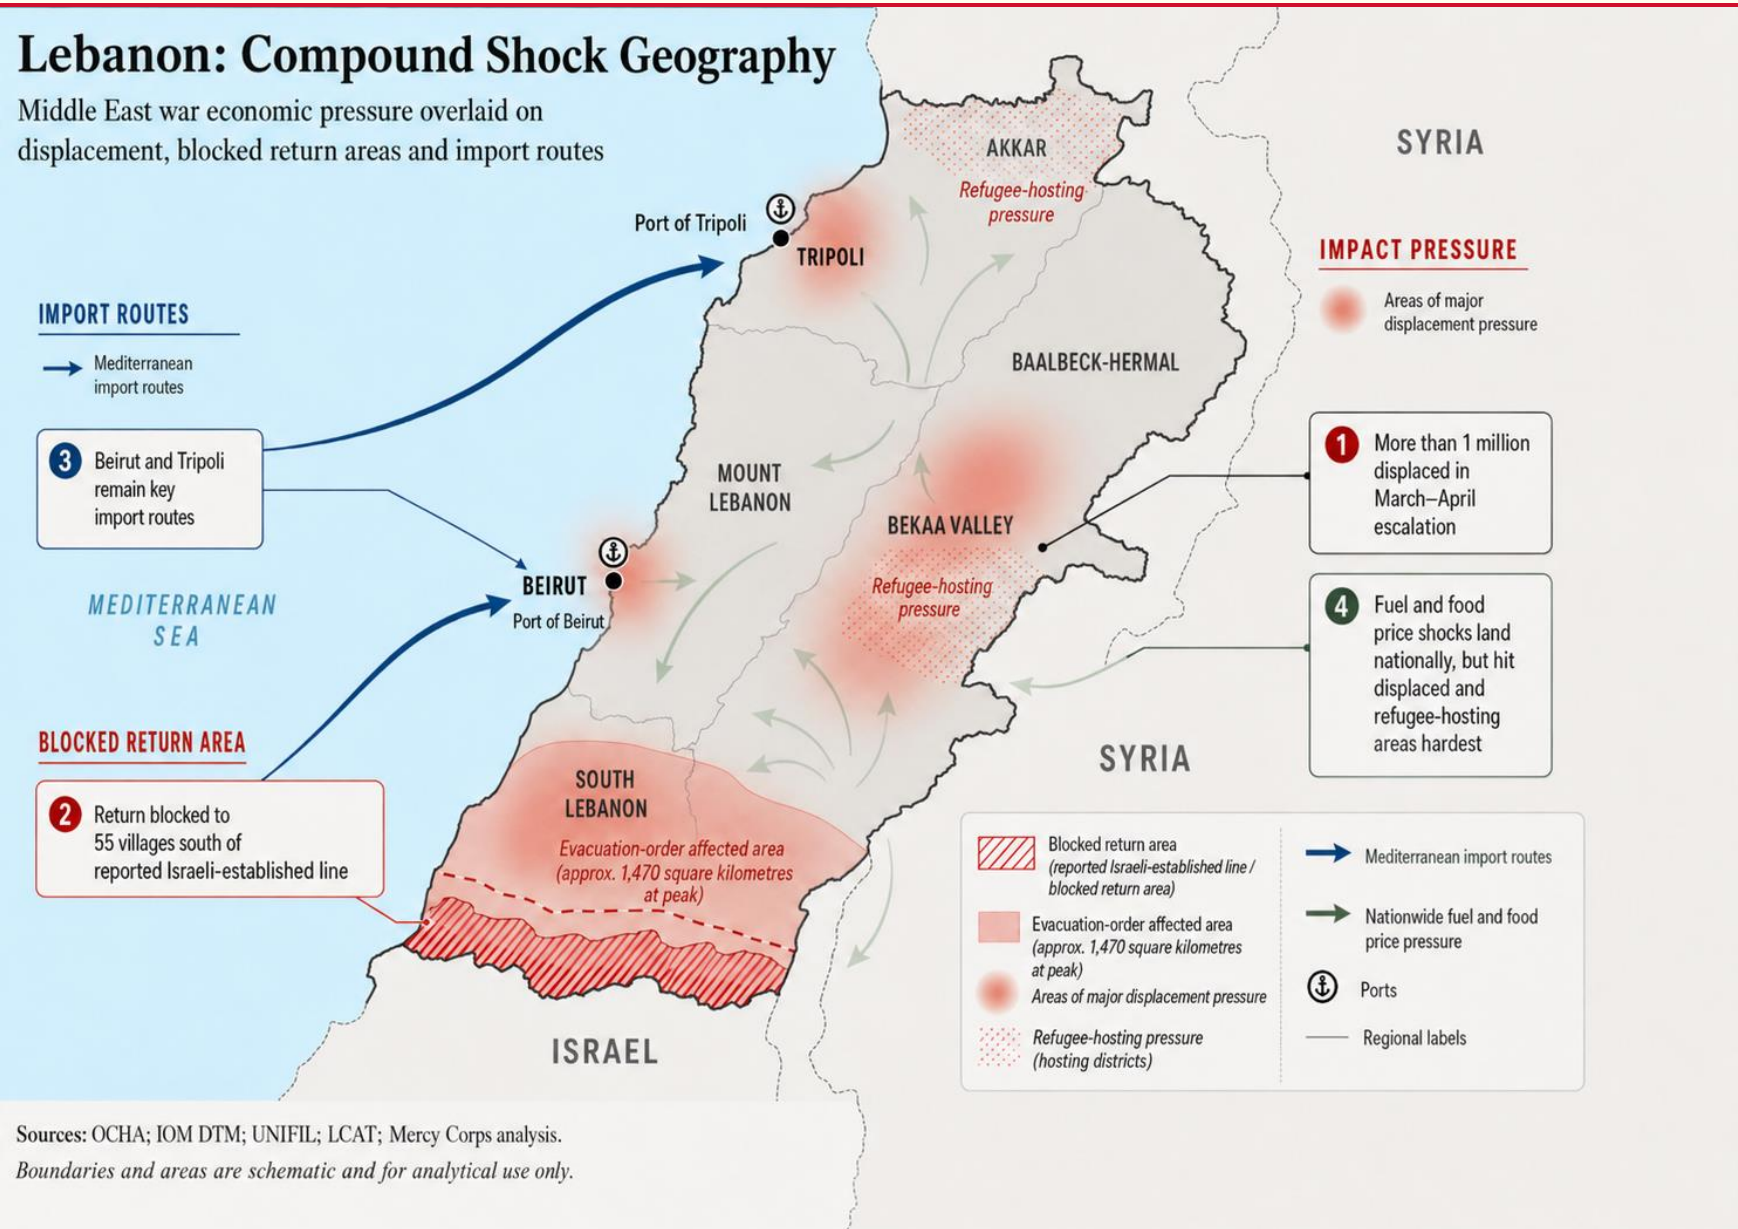 Lebanon: Compound Shock Geography
Middle East war economic pressure overlaid on
displacement, blocked return areas and import routes
IMPORT ROUTES
Mediterranean
import routes
3
Beirut and Tripoli
remain key
import routes
MEDITERRANEAN
SEA
BLOCKED RETURN AREA
2
Return blocked to
55 villages south of
reported Israeli-established line
Port of Tripoli
TRIPOLI
AKKAR
Refugee-hosting
pressure
BAALBECK-HERMAL
MOUNT
LEBANON
BEKAA VALLEY
Refugee-hosting
pressure
BEIRUT
Port of Beirut
SOUTH
LEBANON
Evacuation-order affected area
(approx. 1,470 square kilometres
at peak)
ISRAEL
SYRIA
SYRIA
IMPACT PRESSURE
Areas of major
displacement pressure
1
More than 1 million
displaced in
March–April
escalation
4
Fuel and food
price shocks land
nationally, but hit
displaced and
refugee-hosting
areas hardest
Blocked return area
(reported Israeli-established line /
blocked return area)
Evacuation-order affected area
(approx. 1,470 square kilometres
at peak)
Areas of major displacement pressure
Refugee-hosting pressure
(hosting districts)
Mediterranean import routes
Nationwide fuel and food
price pressure
Ports
Regional labels
Sources: OCHA; IOM DTM; UNIFIL; LCAT; Mercy Corps analysis.
Boundaries and areas are schematic and for analytical use only.